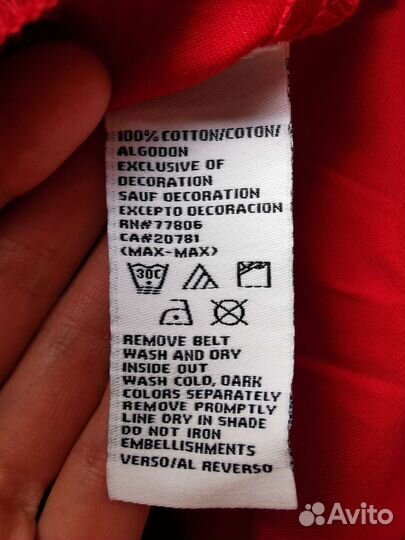 100% COTTON/COTON/
ALGODON
EXCLUSIVE OF
DECORATION
SAUF DECORATION
EXCEPTO DECORACION
RN#77806
CA#20781
(MAX-MAX)
30C
REMOVE BELT
WASH AND DRY
INSIDE OUT
WASH COLD, DARK
COLORS SEPARATELY
REMOVE PROMPTLY
LINE DRY IN SHADE
DO NOT IRON
EMBELLISHMENTS
VERSO/AL REVERSO
Avito